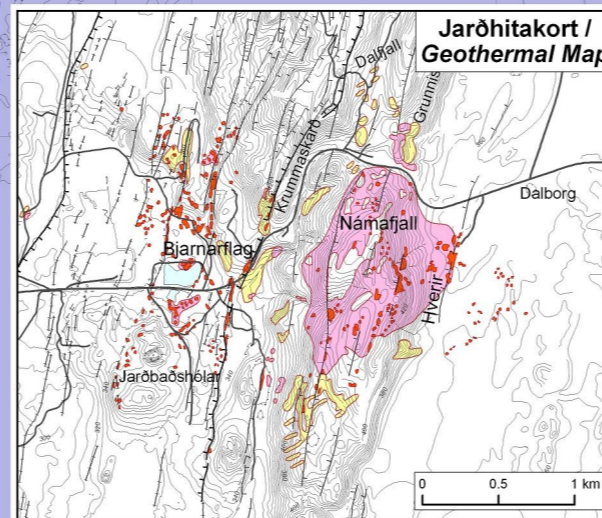 Jarðhitakort /
Geothermal Map
Dalfjall
Grunnis
Krummaskarð
Dalborg
Námafjall
Bjarnarflag
Hverir
Jarðbaðshólar
0 0.5 1 km